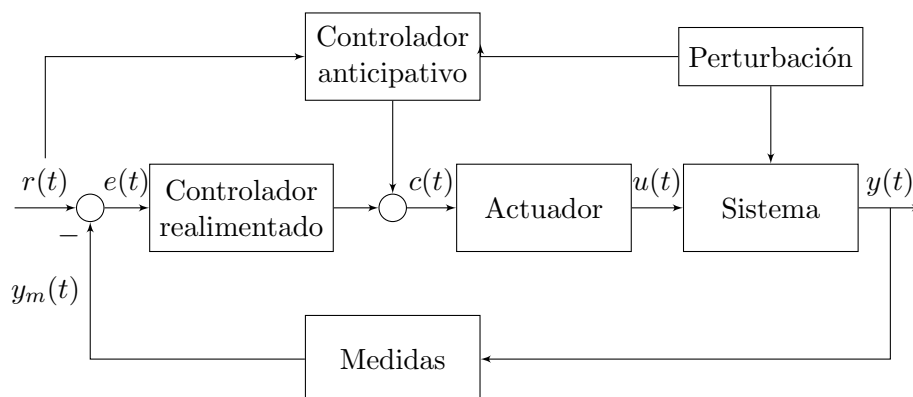 Controlador
anticipativo
Perturbación
r(t)
e(t)
Controlador
realimentado
c(t)
Actuador
u(t)
Sistema
y(t)
−
y_m(t)
Medidas